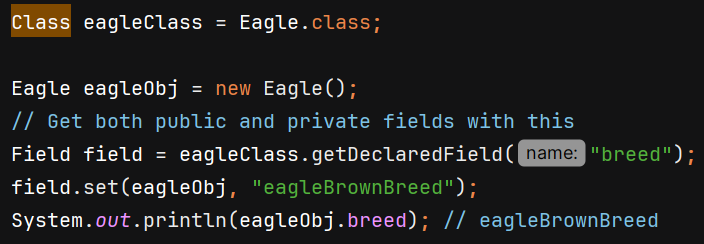 Class eagleClass = Eagle.class;
Eagle eagleObj = new Eagle();
// Get both public and private fields with this
Field field = eagleClass.getDeclaredField( name: "breed");
field.set(eagleObj, "eagleBrownBreed");
System.out.println(eagleObj.breed); // eagleBrownBreed